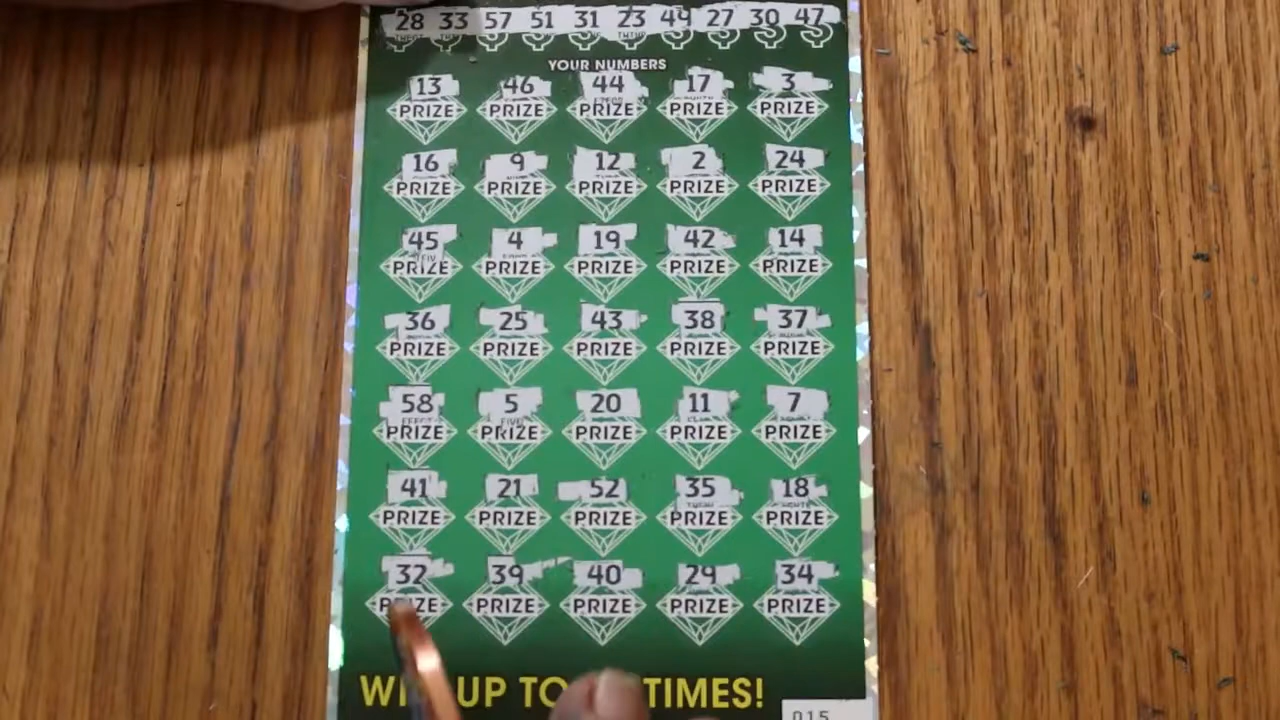 28 33 57 51 31 23 49 27 30 47
YOUR NUMBERS
13 46 44 17 3
PRIZE PRIZE PRIZE PRIZE PRIZE
16 9 12 2 24
PRIZE PRIZE PRIZE PRIZE PRIZE
45 4 19 42 14
PRIZE PRIZE PRIZE PRIZE PRIZE
36 25 43 38 37
PRIZE PRIZE PRIZE PRIZE PRIZE
58 5 20 11 7
FIVE
PRIZE PRIZE PRIZE PRIZE PRIZE
41 21 52 35 18
PRIZE PRIZE PRIZE PRIZE PRIZE
32 39 40 29 34
PRIZE PRIZE PRIZE PRIZE PRIZE
UP TO TIMES!
015